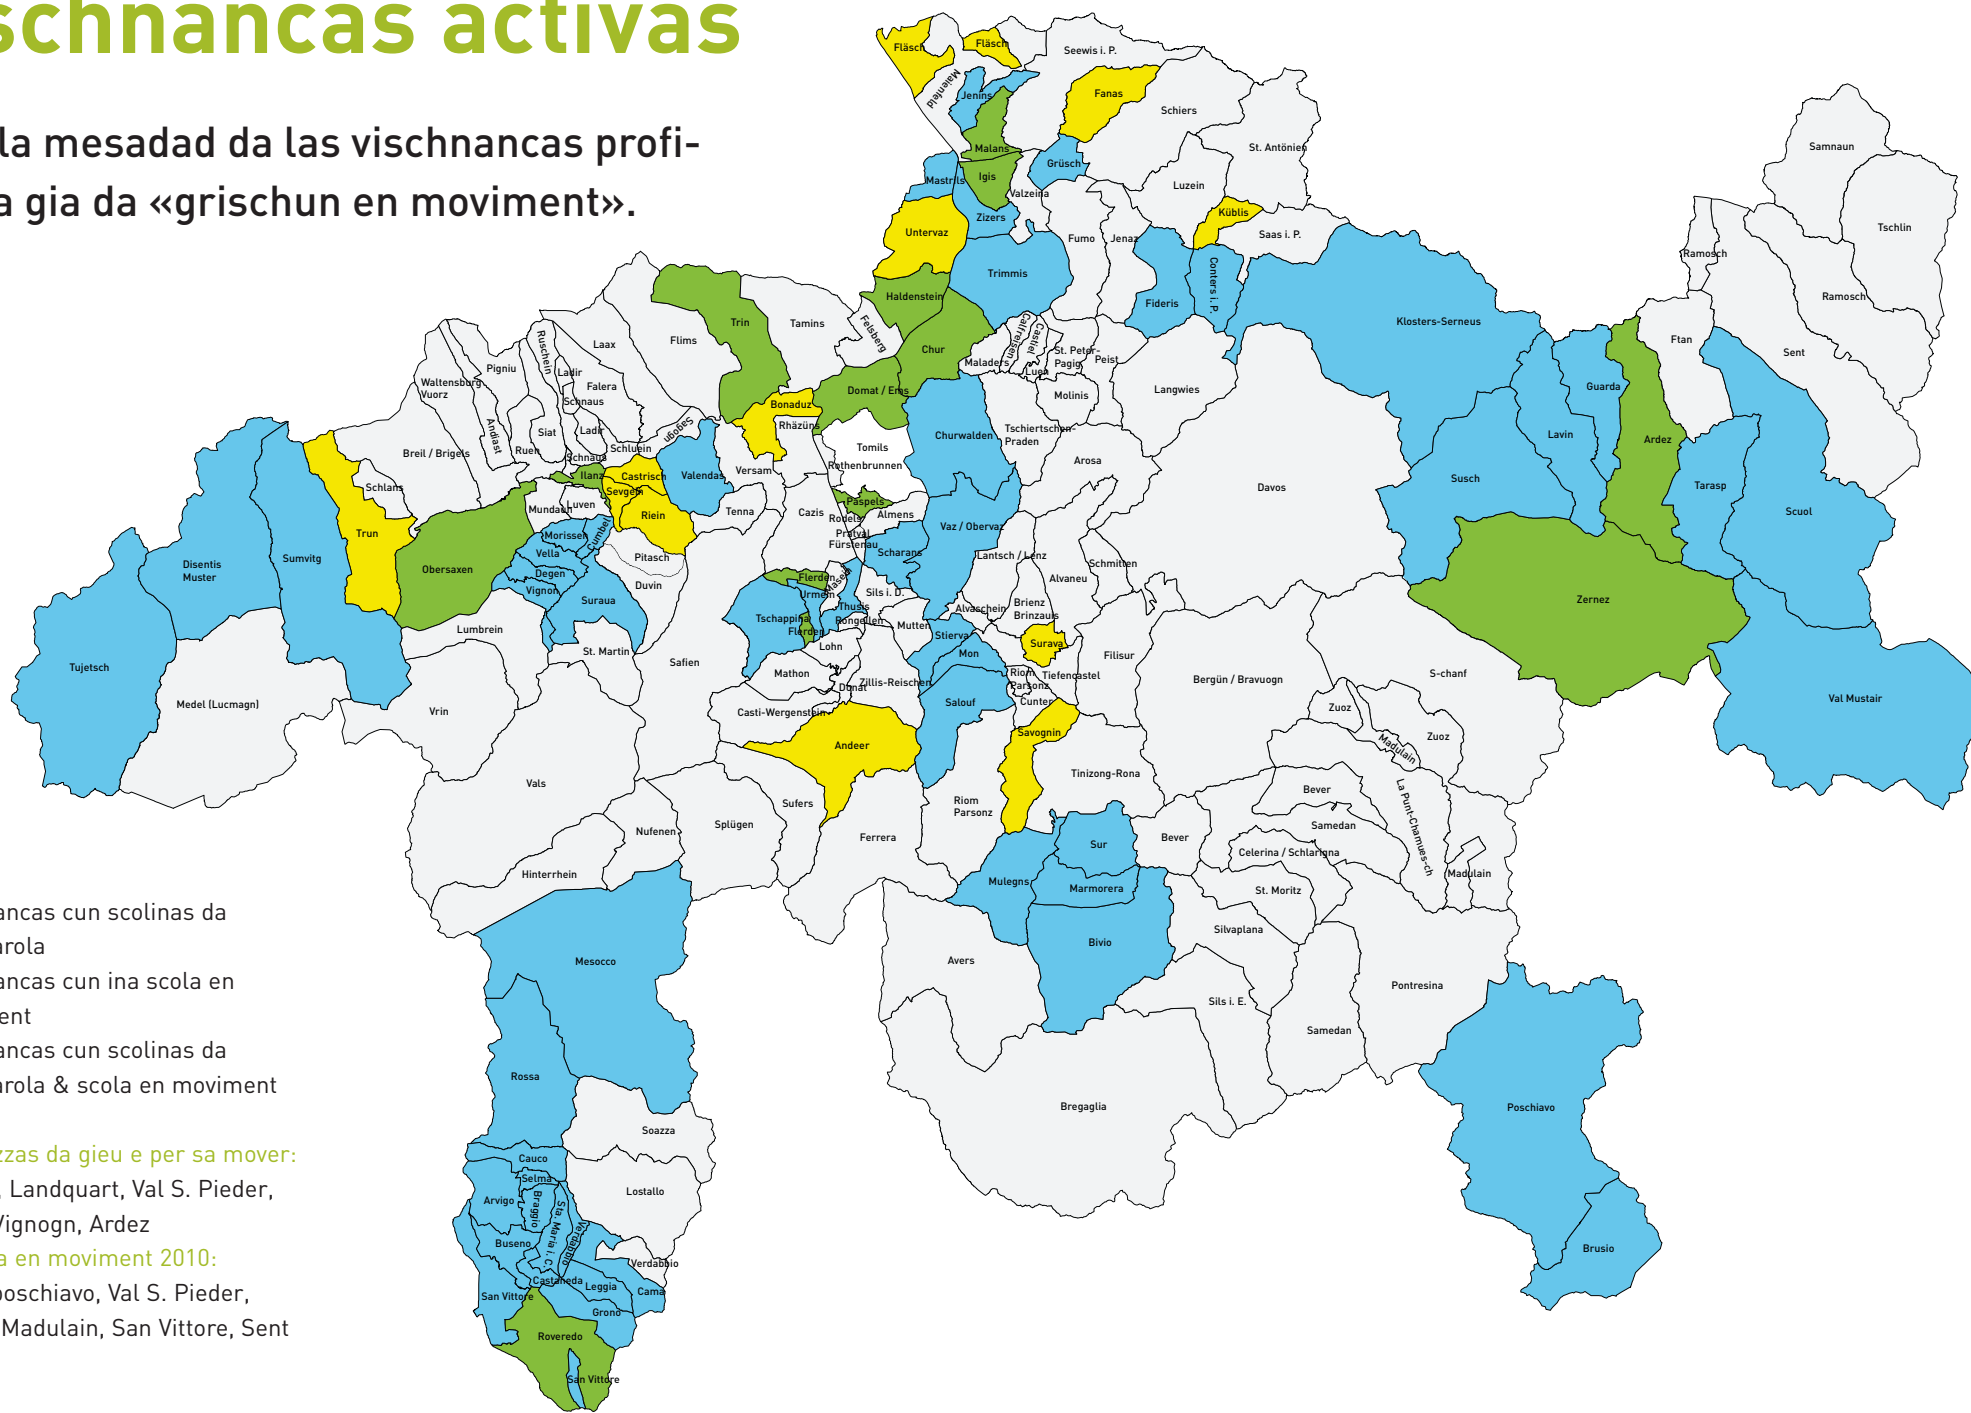 schnancas activas
la mesadad da las vischnancas profi-
a gia da «grischun en moviment».
ancas cun scolinas da
arola
ancas cun ina scola en
ent
ancas cun scolinas da
arola & scola en moviment
zzas da gieu e per sa mover:
, Landquart, Val S. Pieder,
Vignogn, Ardez
a en moviment 2010:
poschiavo, Val S. Pieder,
Madulain, San Vittore, Sent
Fläsch
Fläsch
Seewis i. P.
Maienfeld
Jenins
Fanas
Schiers
Malans
St. Antönien
Grüsch
Igis
Mastrils
Valzeina
Luzein
Zizers
Küblis
Untervaz
Fumo
Jenaz
Saas i. P.
Trimmis
Conters i. P.
Fideris
Klosters-Serneus
Samnaun
Tschlin
Ramosch
Ramosch
Sent
Ftan
Haldenstein
Trin
Tamins
Felsberg
Flims
Chur
Calfreisen
Castiel
Maladers
Luen
St. Peter-
Pagig
Peist
Laax
Ruschein
Pigniu
Ladir
Falera
Schnaus
Waltensburg
Vuorz
Domat / Ems
Molinis
Langwies
Guarda
Bonaduz
Rhäzüns
Andiast
Siat
Ladir
Sagogn
Churwalden
Tschiertschen-
Praden
Lavin
Ardez
Breil / Brigels
Ruen
Schnaus
Schluein
Tomils
Rothenbrunnen
Arosa
Ilanz
Castrisch
Valendas
Versam
Davos
Susch
Tarasp
Schlans
Sevgein
Riein
Luven
Mundaun
Tenna
Cazis
Paspels
Rodels
Almens
Scuol
Trun
Morissen
Cumbel
Pratval
Fürstenau
Vaz / Obervaz
Disentis
Muster
Sumvitg
Vella
Pitasch
Scharans
Lantsch / Lenz
Schmitten
Obersaxen
Degen
Duvin
Flerden
Masein
Alvaneu
Vignon
Suraua
Urmein
Sils i. D.
Zernez
Thusis
Alvaschein
Brienz
Brinzauls
Tschappina
Flerden
Rongellen
Mutten
Lumbrein
Stierva
Surava
St. Martin
Lohn
Mon
Filisur
Tujetsch
Safien
Mathon
Donat
Zillis-Reischen
Riom
Parsonz
Tiefencastel
Bergün / Bravuogn
S-chanf
Medel (Lucmagn)
Vrin
Casti-Wergenstein
Salouf
Cunter
Zuoz
Val Mustair
Savognin
Andeer
Madulain
Zuoz
Tinizong-Rona
Vals
Bever
La Punt-Chamues-ch
Sufers
Riom
Parsonz
Splügen
Nufenen
Ferrera
Sur
Bever
Samedan
Celerina / Schlarigna
Hinterrhein
Mulegns
Marmorera
St. Moritz
Madulain
Silvaplana
Bivio
Mesocco
Avers
Pontresina
Sils i. E.
Samedan
Rossa
Bregaglia
Poschiavo
Soazza
Cauco
Selma
Arvigo
Braggio
Sta. Maria i. C.
Verdabbio
Lostallo
Buseno
Brusio
Verdabbio
Castaneda
Leggia
Cama
San Vittore
Grono
Roveredo
San Vittore